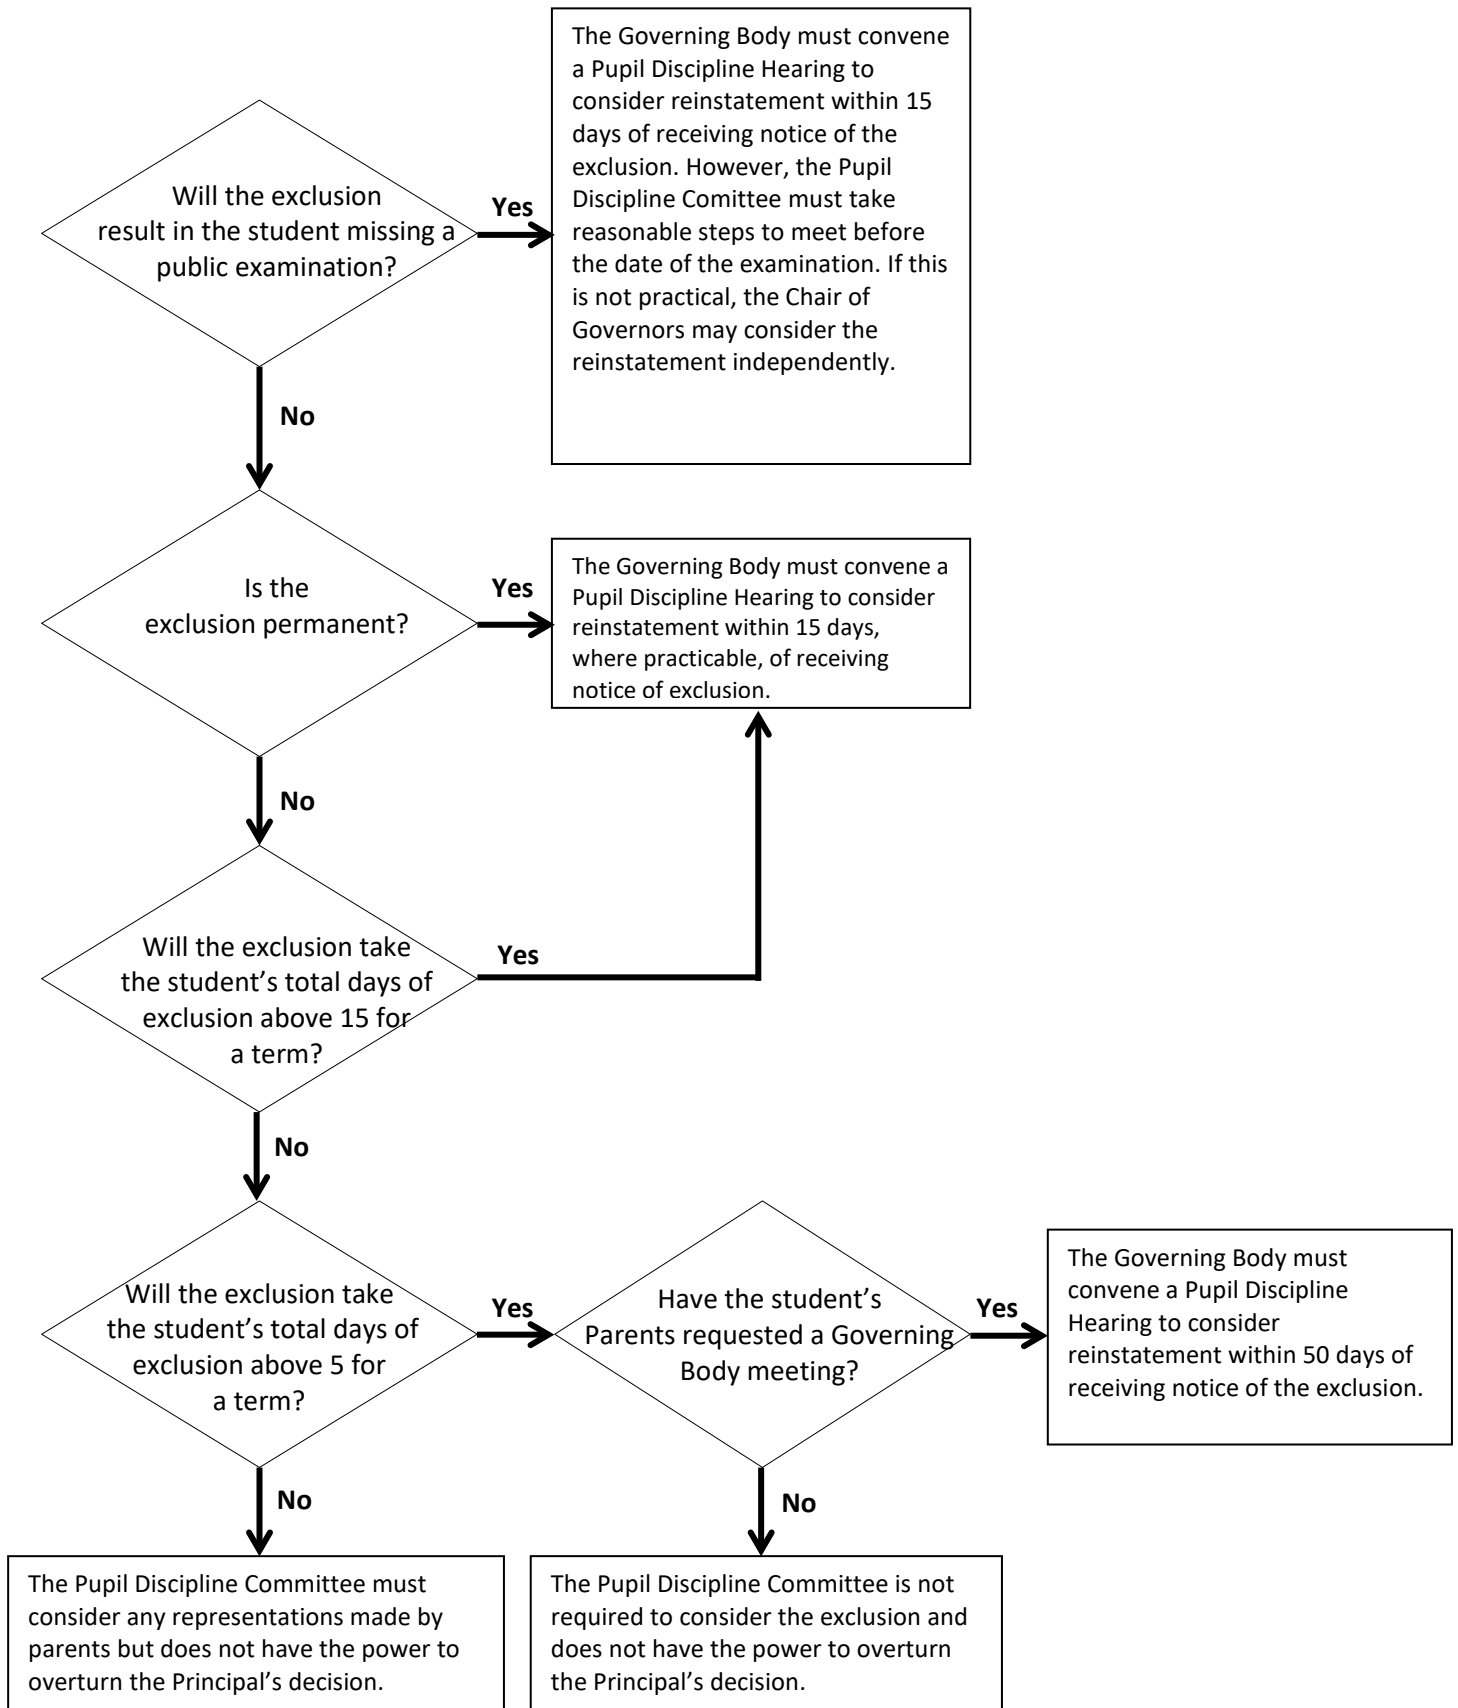 The Governing Body must convene
a Pupil Discipline Hearing to
consider reinstatement within 15
days of receiving notice of the
exclusion. However, the Pupil
Discipline Comittee must take
reasonable steps to meet before
the date of the examination. If this
is not practical, the Chair of
Governors may consider the
reinstatement independently.
Will the exclusion
result in the student missing a
public examination?
Yes
No
Is the
exclusion permanent?
Yes
The Governing Body must convene a
Pupil Discipline Hearing to consider
reinstatement within 15 days,
where practicable, of receiving
notice of exclusion.
No
Will the exclusion take
the student’s total days of
exclusion above 15 for
a term?
Yes
No
Will the exclusion take
the student’s total days of
exclusion above 5 for
a term?
Yes
Have the student’s
Parents requested a Governing
Body meeting?
Yes
The Governing Body must
convene a Pupil Discipline
Hearing to consider
reinstatement within 50 days of
receiving notice of the exclusion.
No
No
The Pupil Discipline Committee must
consider any representations made by
parents but does not have the power to
overturn the Principal’s decision.
The Pupil Discipline Committee is not
required to consider the exclusion and
does not have the power to overturn
the Principal’s decision.